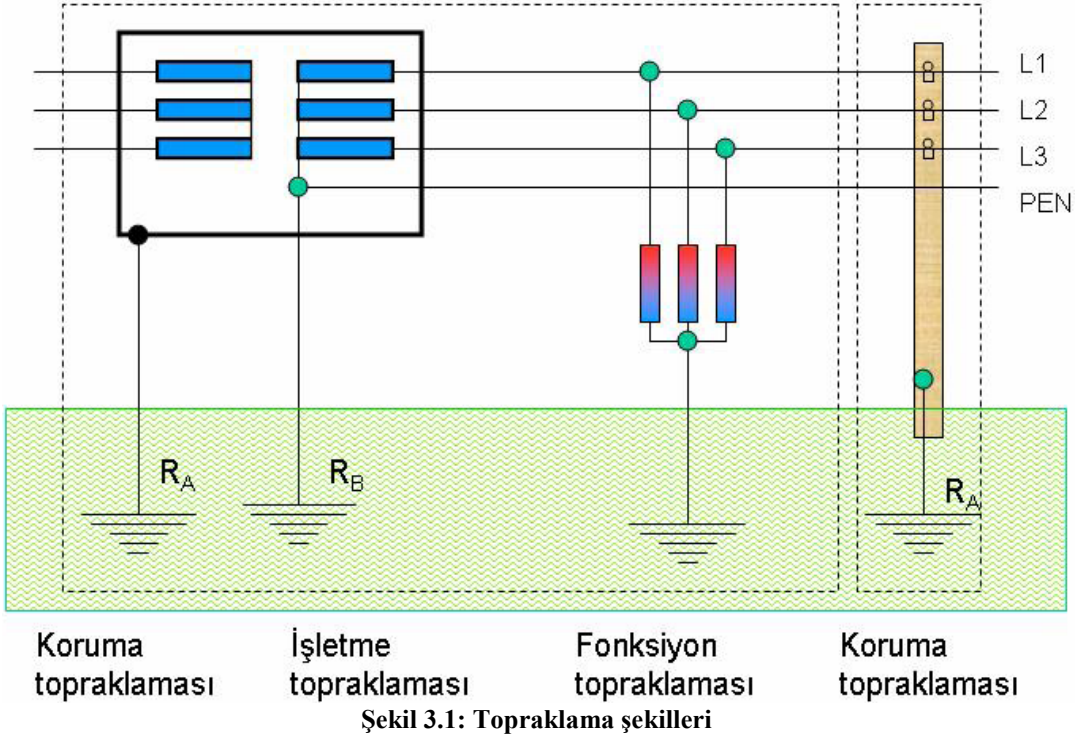 L1
L2
L3
PEN
RA
RB
RA
Koruma topraklaması
İşletme topraklaması
Fonksiyon topraklaması
Koruma topraklaması
Şekil 3.1: Topraklama şekilleri